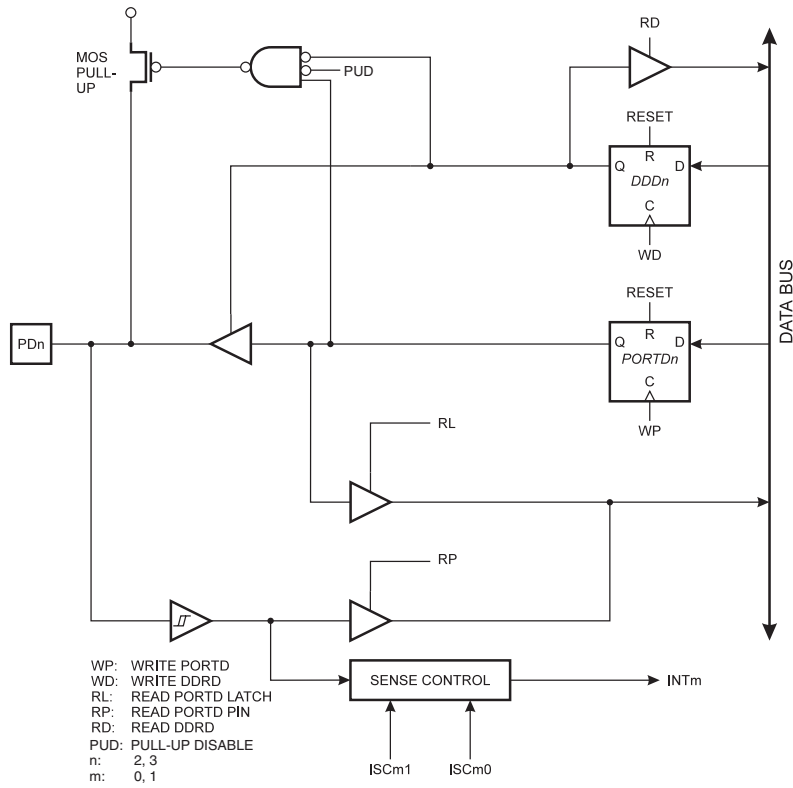 RD
MOS
PULL-
UP
PUD
RESET
R
Q
D
DDDn
C
WD
DATA BUS
RESET
R
PDn
Q
D
PORTDn
C
WP
RL
RP
WP: WRITE PORTD
WD: WRITE DDRD
RL: READ PORTD LATCH
RP: READ PORTD PIN
RD: READ DDRD
PUD: PULL-UP DISABLE
n: 2, 3
m: 0, 1
SENSE CONTROL
INTm
ISCm1
ISCm0